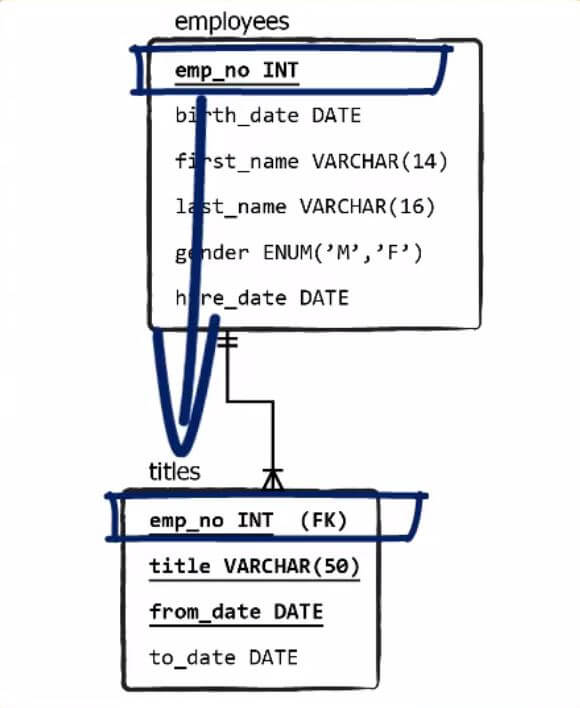 employees
emp_no INT
birth_date DATE
first_name VARCHAR(14)
last_name VARCHAR(16)
gender ENUM(’M’,’F’)
hire_date DATE
titles
emp_no INT (FK)
title VARCHAR(50)
from_date DATE
to_date DATE